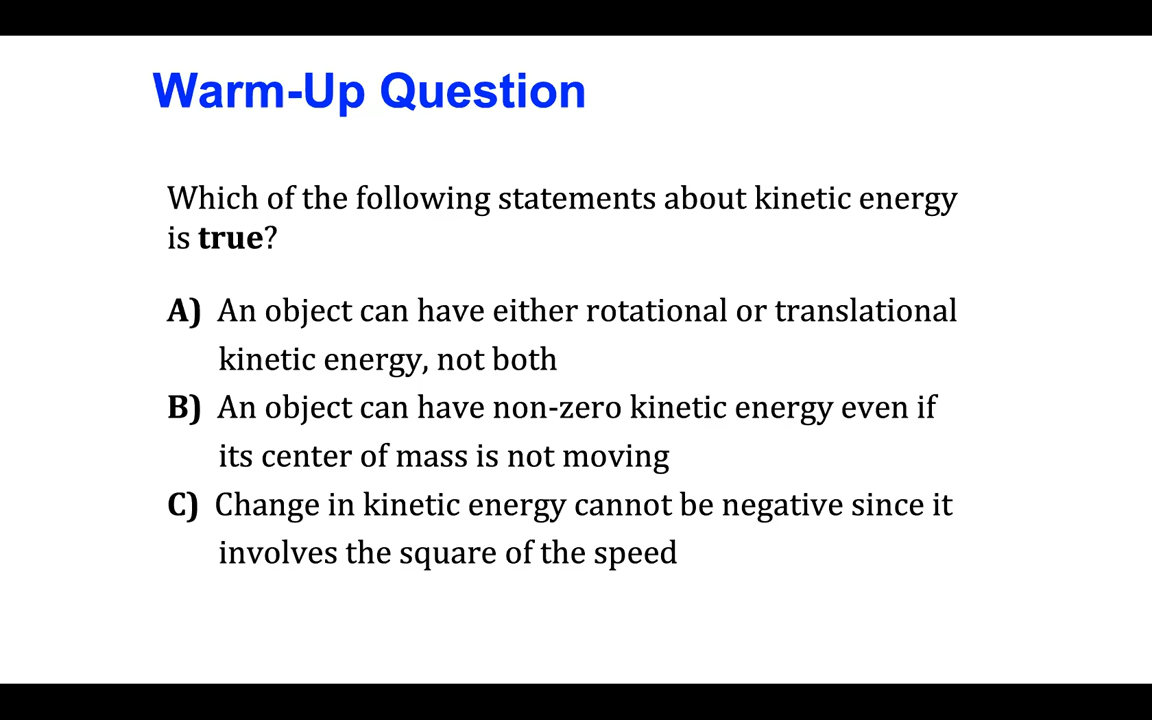 Warm-Up Question
Which of the following statements about kinetic energy
is true?
A) An object can have either rotational or translational
kinetic energy, not both
B) An object can have non-zero kinetic energy even if
its center of mass is not moving
C) Change in kinetic energy cannot be negative since it
involves the square of the speed